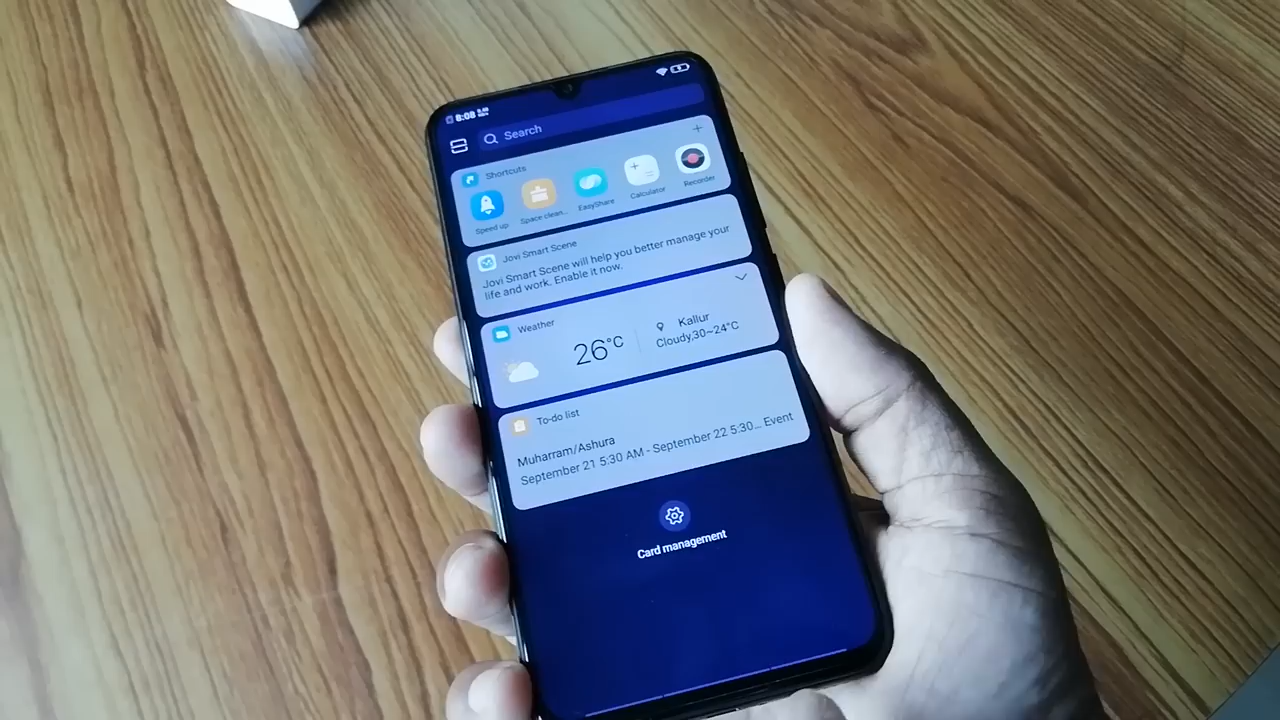 8:08
Search
Shortcuts
Speed up
Space clean...
EasyShare
Calculator
Recorder
Jovi Smart Scene
Jovi Smart Scene will help you better manage your
life and work. Enable it now.
Weather
26°C
Kallur
Cloudy,30~24°C
To-do list
Muharram/Ashura
September 21 5:30 AM - September 22 5:30... Event
Card management